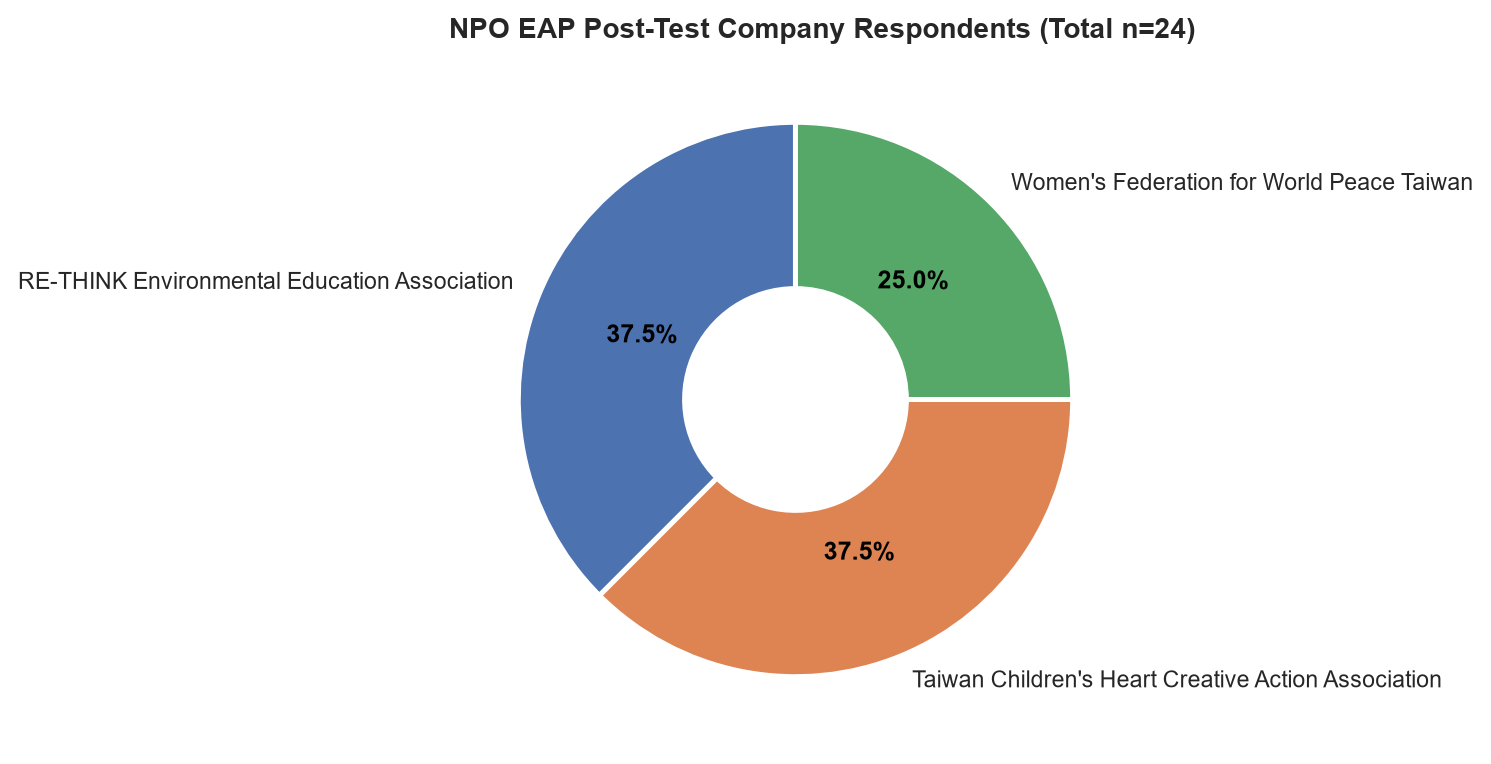 NPO EAP Post-Test Company Respondents (Total n=24)
Women's Federation for World Peace Taiwan
25.0%
RE-THINK Environmental Education Association
37.5%
37.5%
Taiwan Children's Heart Creative Action Association